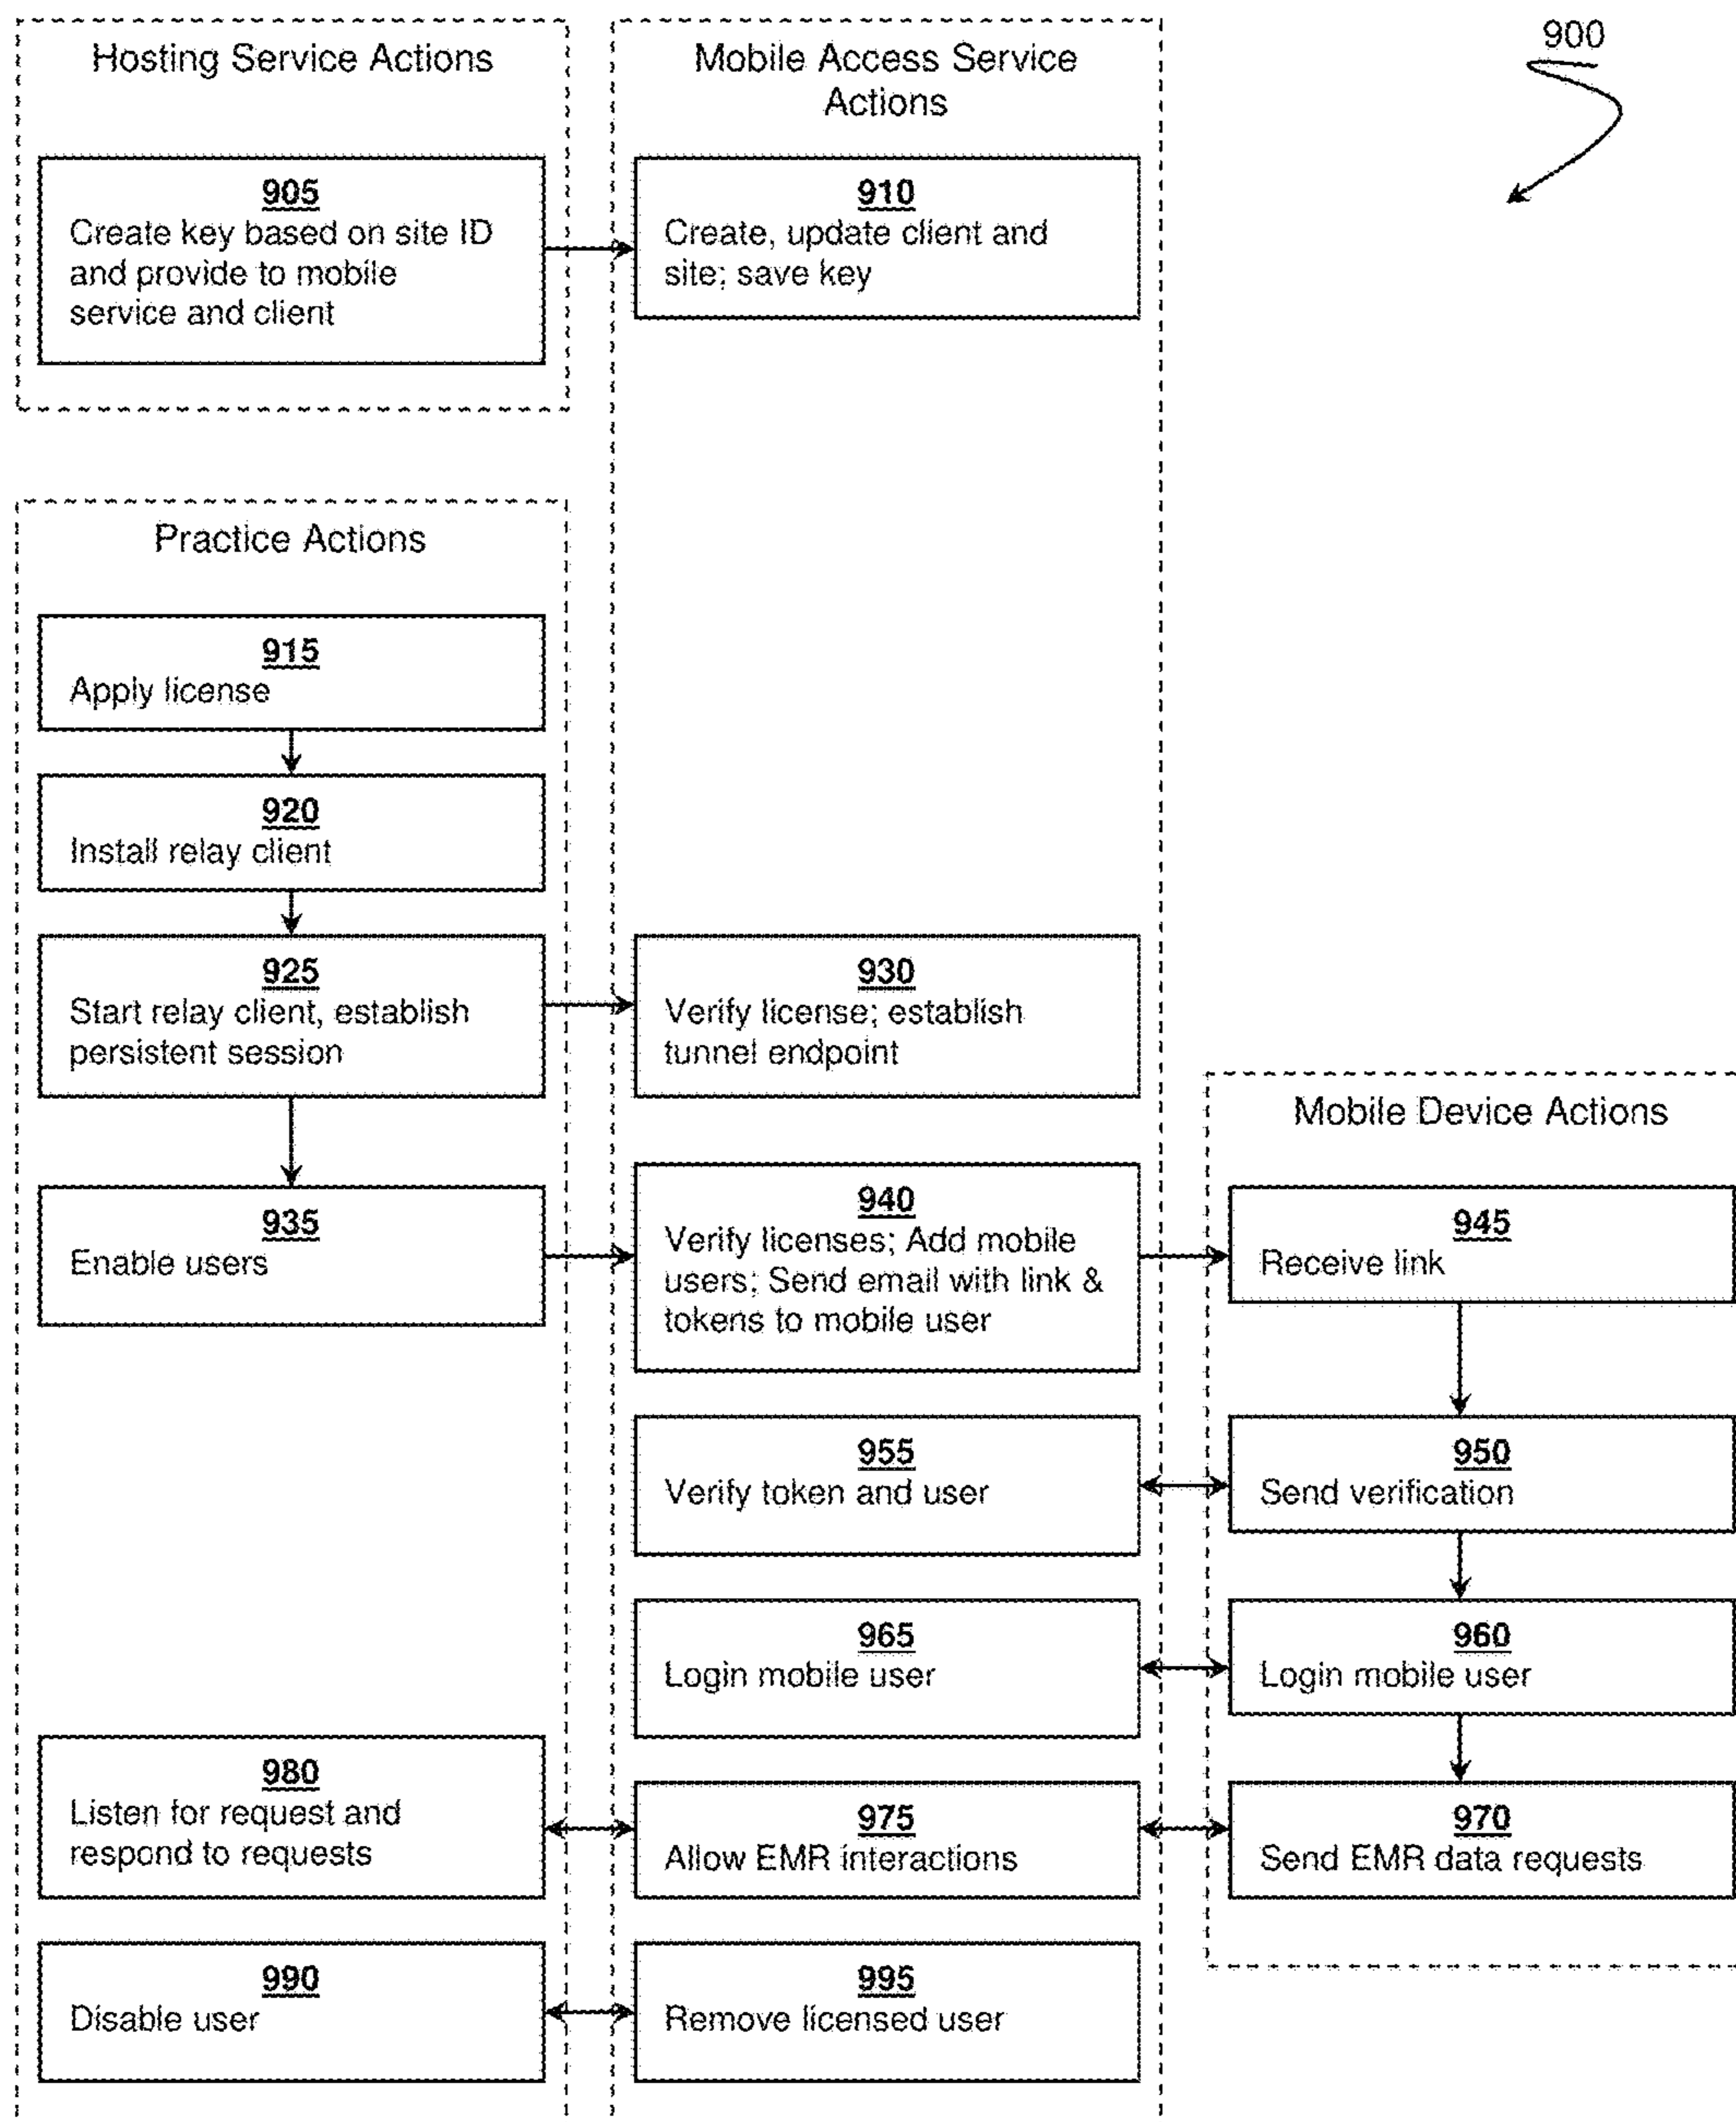 900
Hosting Service Actions
905
Create key based on site ID
and provide to mobile
service and client
Mobile Access Service
Actions
910
Create, update client and
site; save key
Practice Actions
915
Apply license
920
Install relay client
925
Start relay client, establish
persistent session
930
Verify license; establish
tunnel endpoint
Mobile Device Actions
935
Enable users
940
Verify licenses; Add mobile
users; Send email with link &
tokens to mobile user
945
Receive link
955
Verify token and user
950
Send verification
965
Login mobile user
960
Login mobile user
980
Listen for request and
respond to requests
975
Allow EMR interactions
970
Send EMR data requests
990
Disable user
995
Remove licensed user